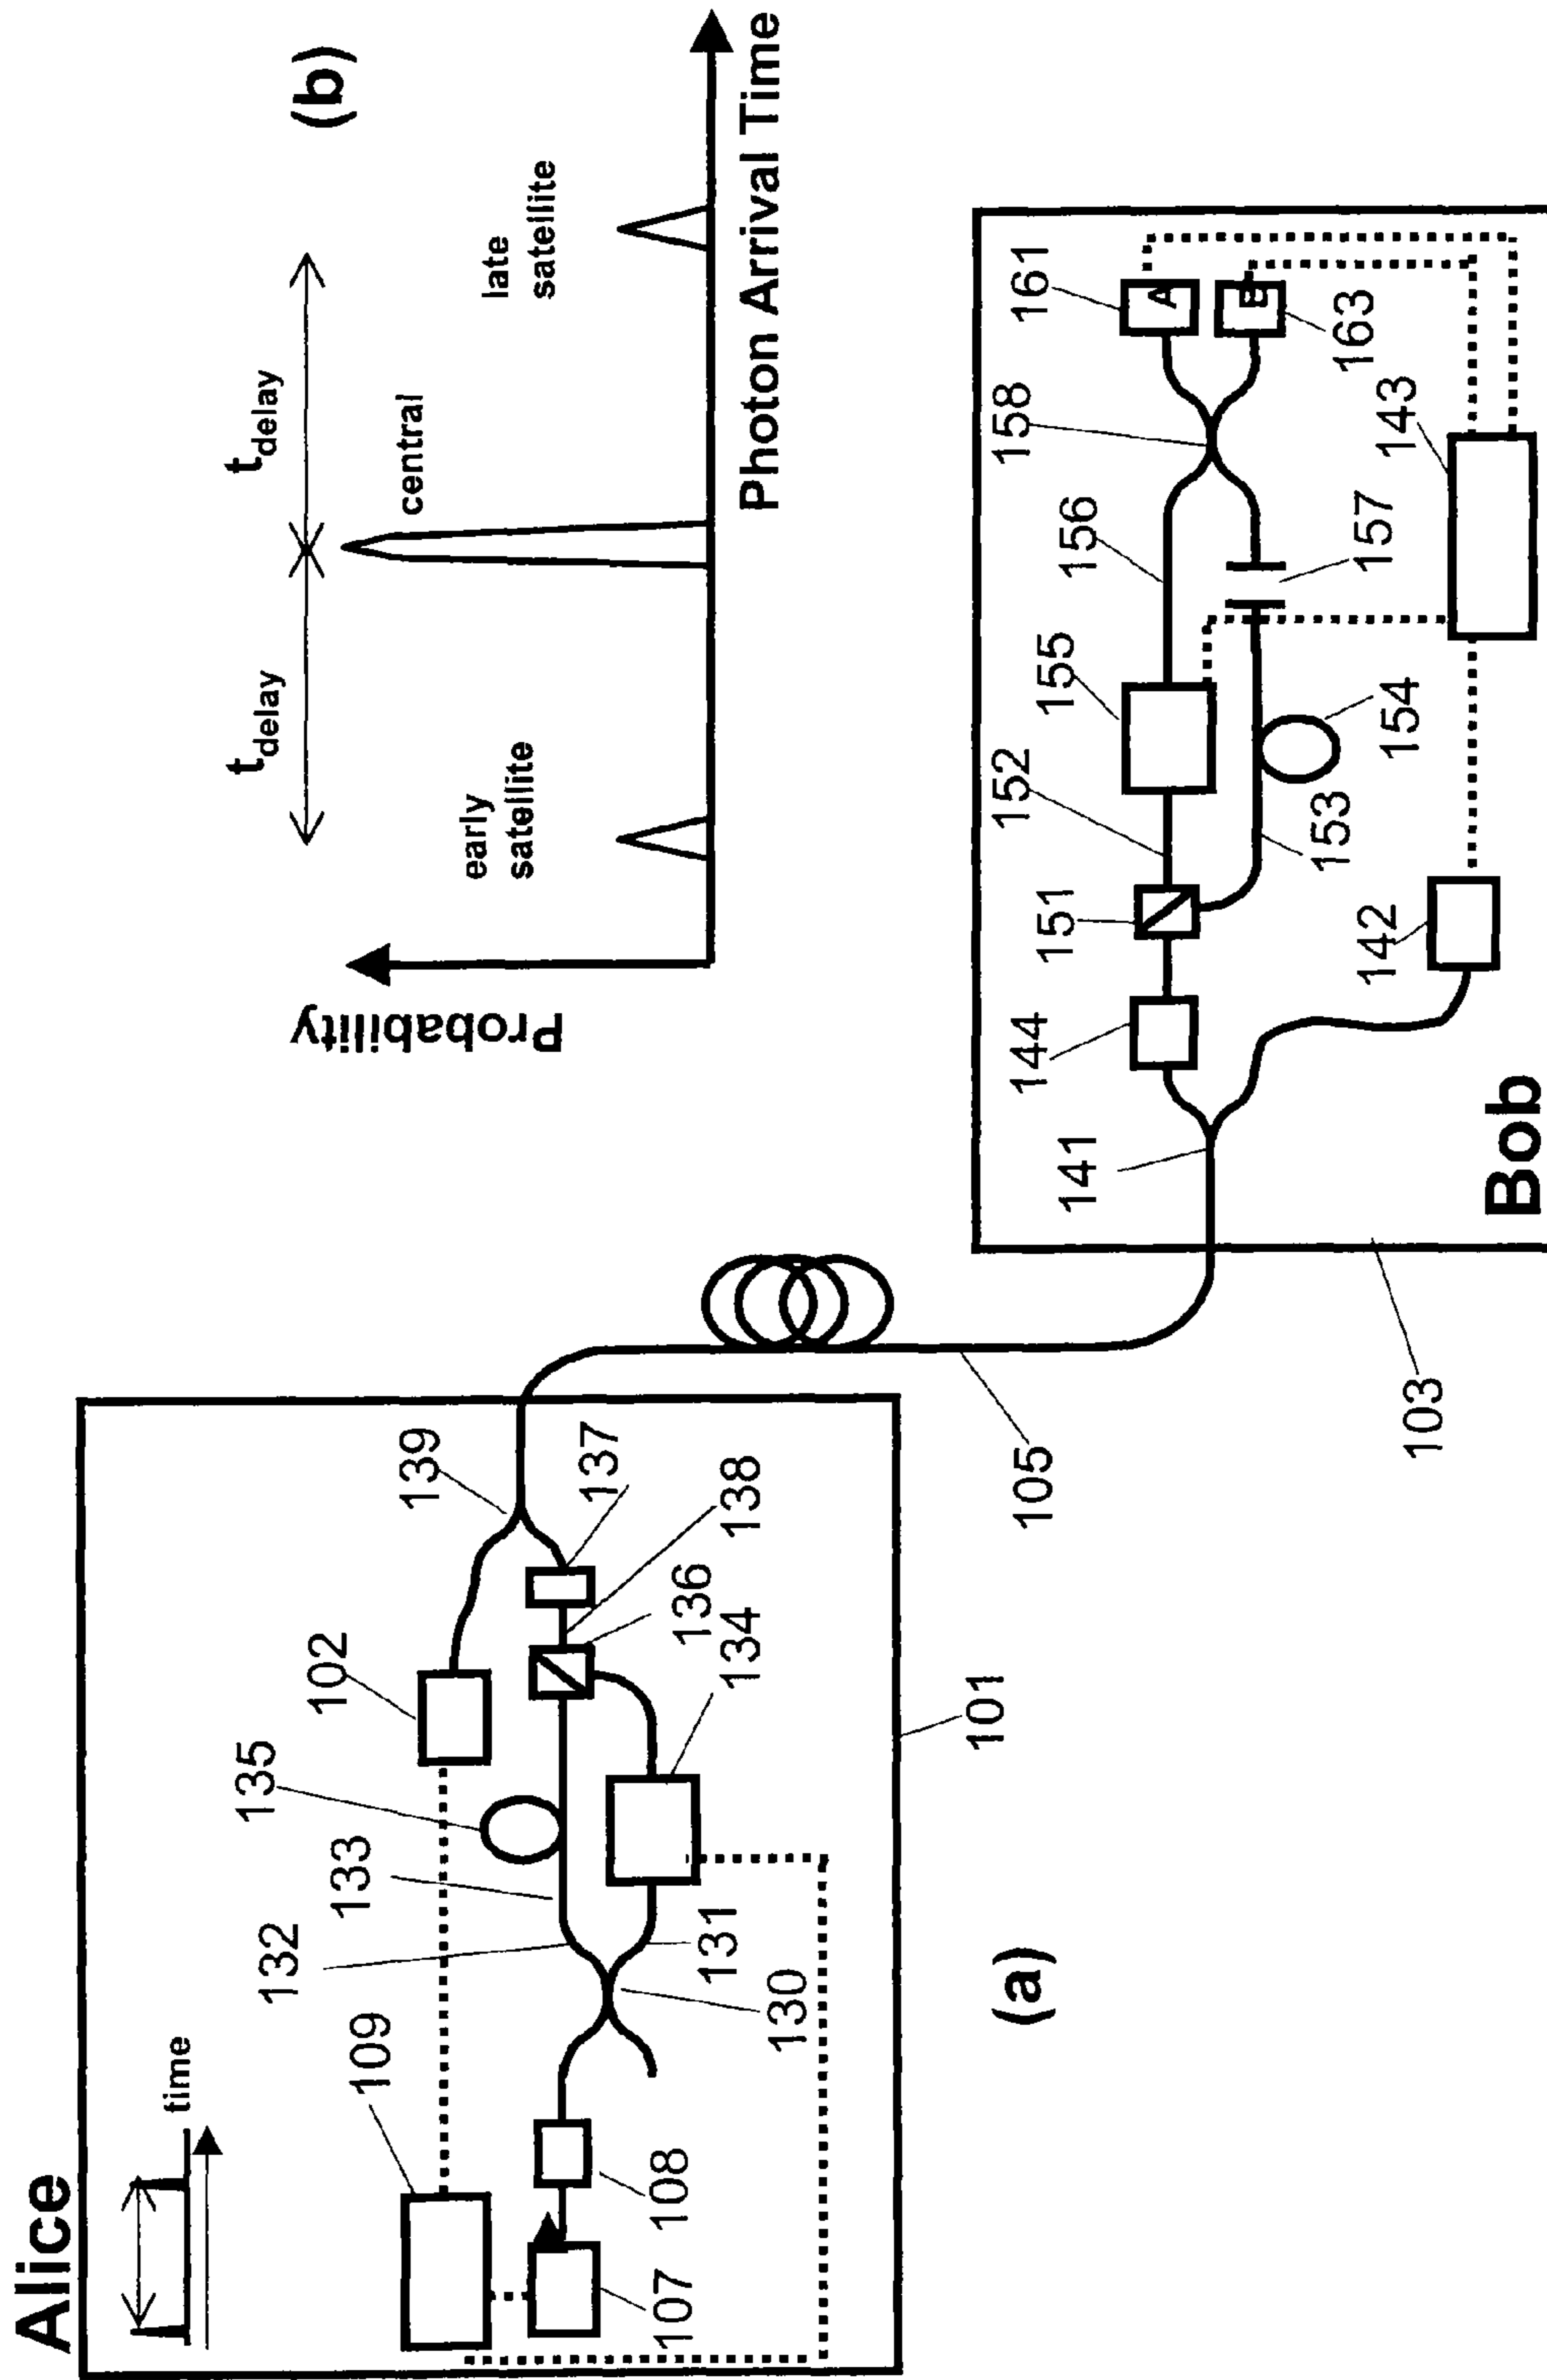 Alice
time
109
107
108
132
133
135
102
130
131
134
136
138
137
139
101
105
(a)
(b)
Probability
Photon Arrival Time
early satellite
central
late satellite
tdelay
tdelay
103
Bob
141
144
142
151
152
153
154
155
156
157
158
143
161
163
A
B